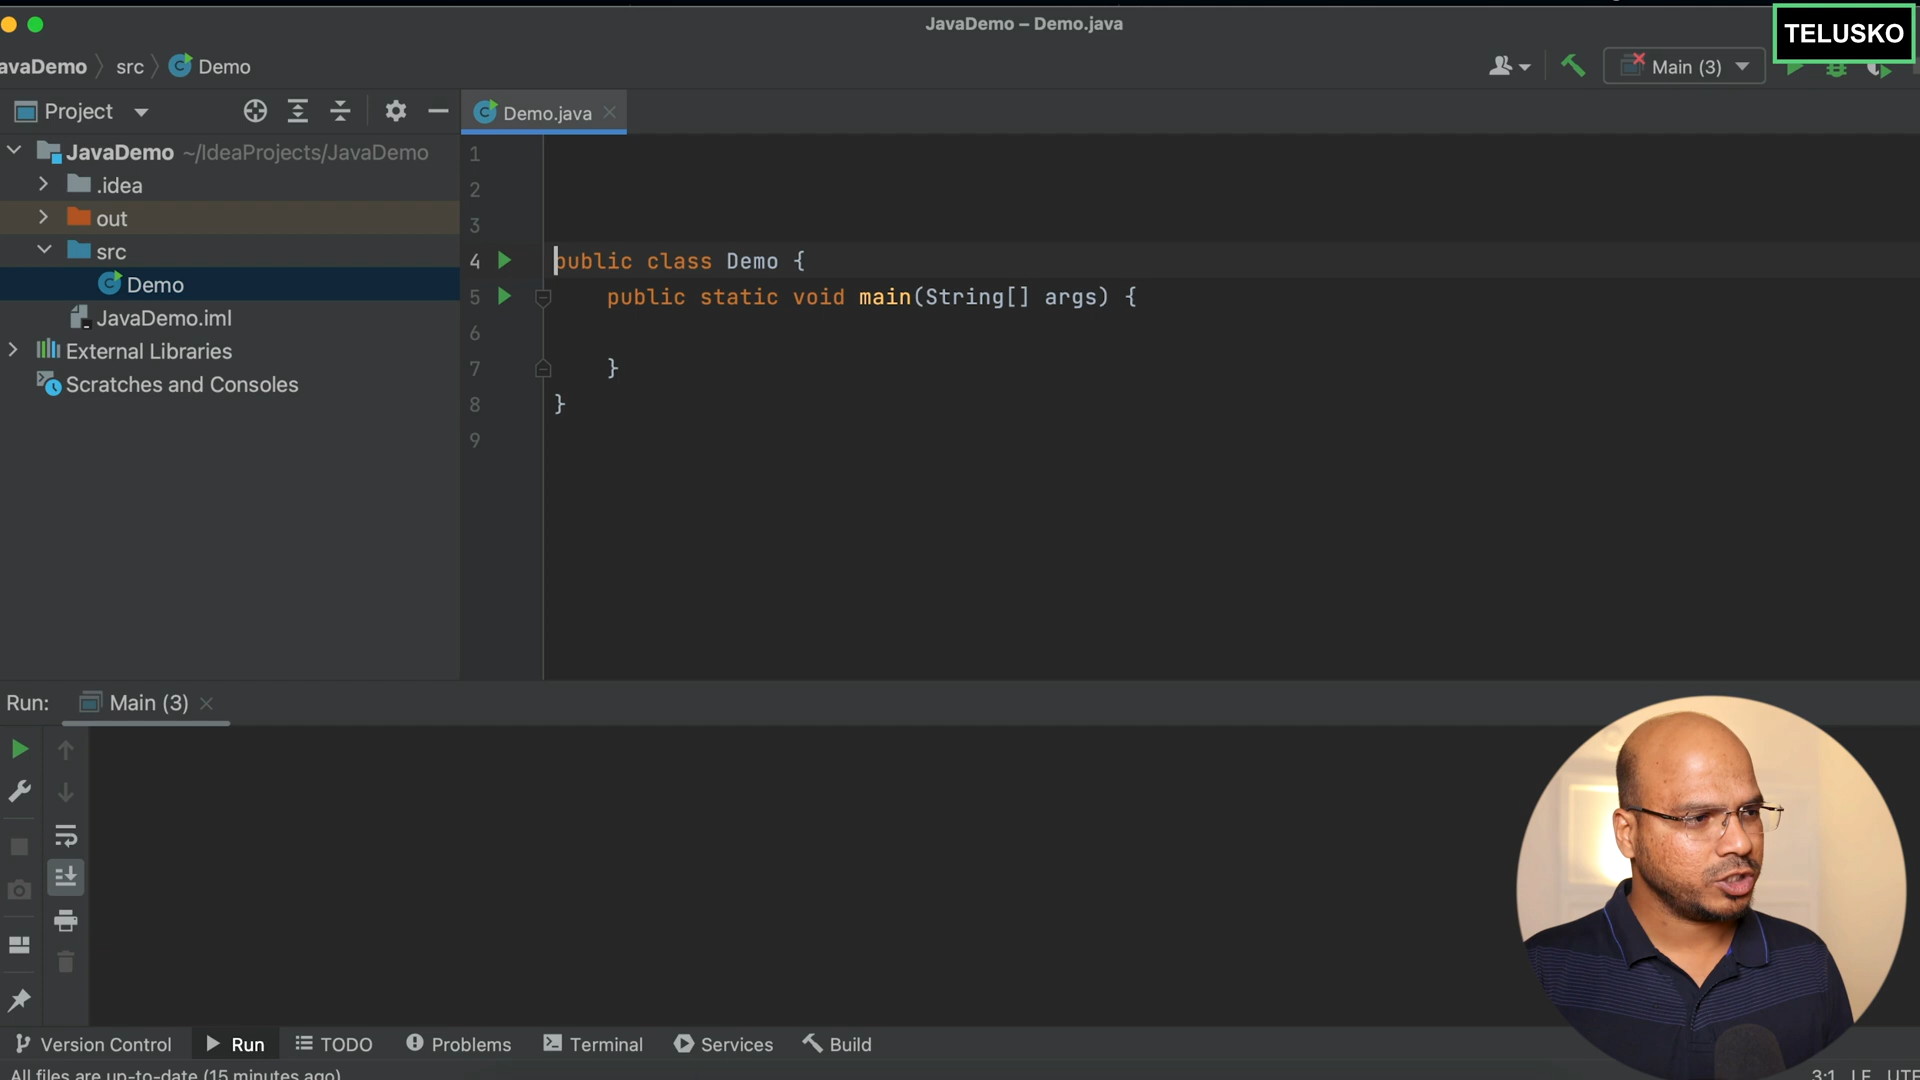 JavaDemo – Demo.java
TELUSKO
avaDemo
src
Demo
Main (3)
Project
Demo.java
JavaDemo ~/IdeaProjects/JavaDemo
.idea
out
src
Demo
JavaDemo.iml
External Libraries
Scratches and Consoles
1
2
3
4 public class Demo {
5 public static void main(String[] args) {
6
7 }
8 }
9
Run: Main (3)
Version Control
Run
TODO
Problems
Terminal
Services
Build
All files are up-to-date (15 minutes ago)
3:1 LF UTF